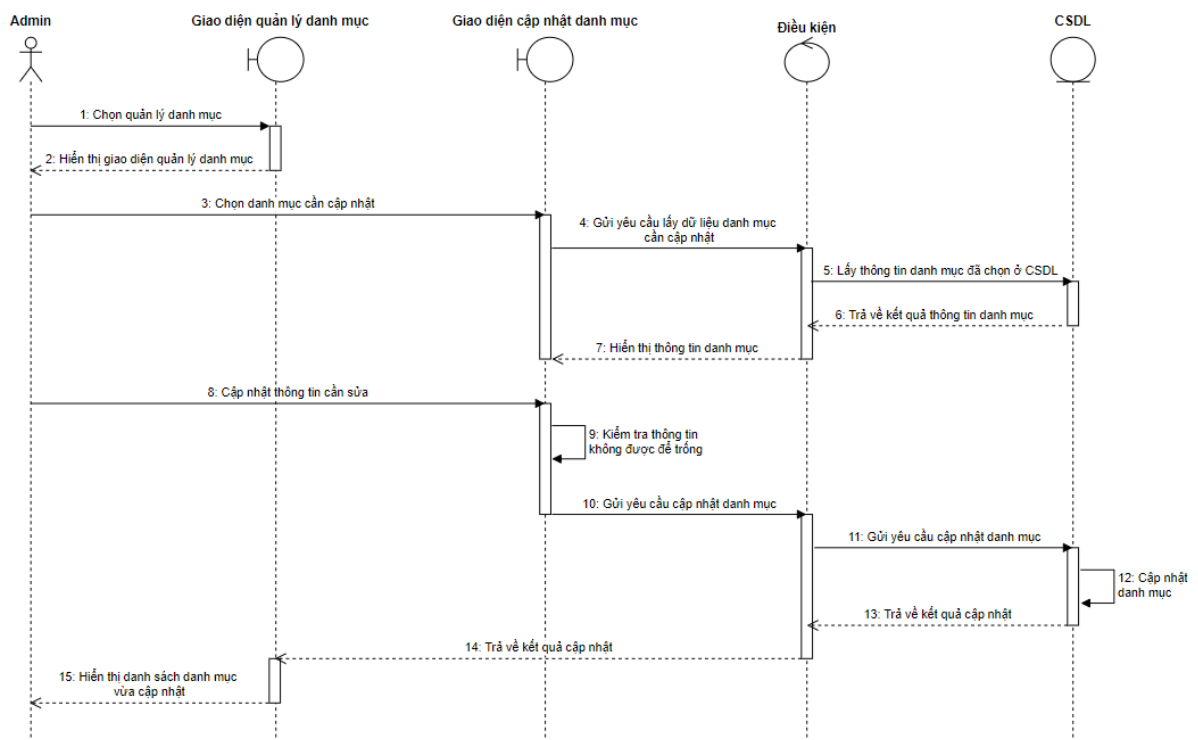 Admin
Giao diện quản lý danh mục
Giao diện cập nhật danh mục
Điều kiện
CSDL
1: Chọn quản lý danh mục
2: Hiển thị giao diện quản lý danh mục
3: Chọn danh mục cần cập nhật
4: Gửi yêu cầu lấy dữ liệu danh mục
cần cập nhật
5: Lấy thông tin danh mục đã chọn ở CSDL
6: Trả về kết quả thông tin danh mục
7: Hiển thị thông tin danh mục
8: Cập nhật thông tin cần sửa
9: Kiểm tra thông tin
không được để trống
10: Gửi yêu cầu cập nhật danh mục
11: Gửi yêu cầu cập nhật danh mục
12: Cập nhật
danh mục
13: Trả về kết quả cập nhật
14: Trả về kết quả cập nhật
15: Hiển thị danh sách danh mục
vừa cập nhật